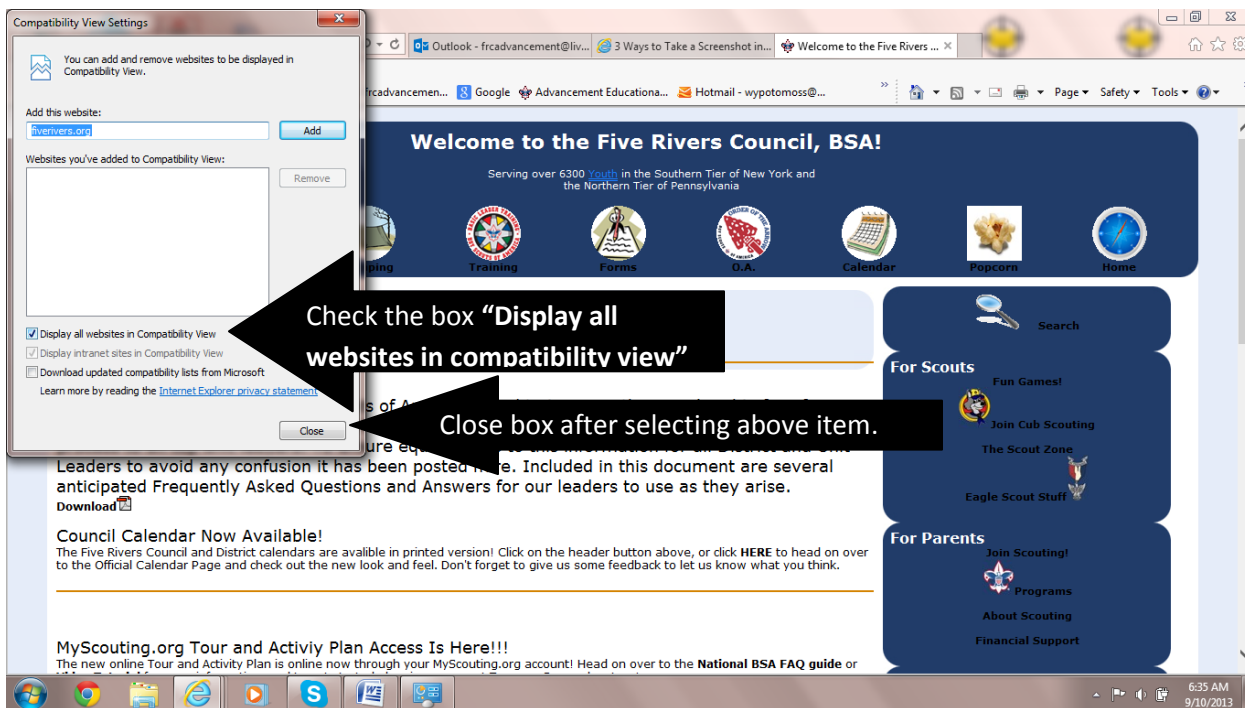 Compatibility View Settings
You can add and remove websites to be displayed in
Compatibility View.
Add this website:
fiverivers.org
Add
Websites you've added to Compatibility View:
Remove
Display all websites in Compatibility View
Display intranet sites in Compatibility View
Download updated compatibility lists from Microsoft
Learn more by reading the Internet Explorer privacy statement
Close
Outlook - frcadvancement@liv...
3 Ways to Take a Screenshot in...
Welcome to the Five Rivers ...
frcadvancemen...
Google
Advancement Educationa...
Hotmail - wypotomoss@...
Page
Safety
Tools
Welcome to the Five Rivers Council, BSA!
Serving over 6300 Youth in the Southern Tier of New York and
the Northern Tier of Pennsylvania
Training
Forms
O.A.
Calendar
Popcorn
Home
Check the box “Display all
websites in compatibility view”
Close box after selecting above item.
Leaders to avoid any confusion it has been posted here. Included in this document are several
anticipated Frequently Asked Questions and Answers for our leaders to use as they arise.
Download
Council Calendar Now Available!
The Five Rivers Council and District calendars are avalible in printed version! Click on the header button above, or click HERE to head on over
to the Official Calendar Page and check out the new look and feel. Don't forget to give us some feedback to let us know what you think.
MyScouting.org Tour and Activiy Plan Access Is Here!!!
The new online Tour and Activity Plan is online now through your MyScouting.org account! Head on over to the National BSA FAQ guide or
Search
For Scouts
Fun Games!
Join Cub Scouting
The Scout Zone
Eagle Scout Stuff
For Parents
Join Scouting!
Programs
About Scouting
Financial Support
6:35 AM
9/10/2013